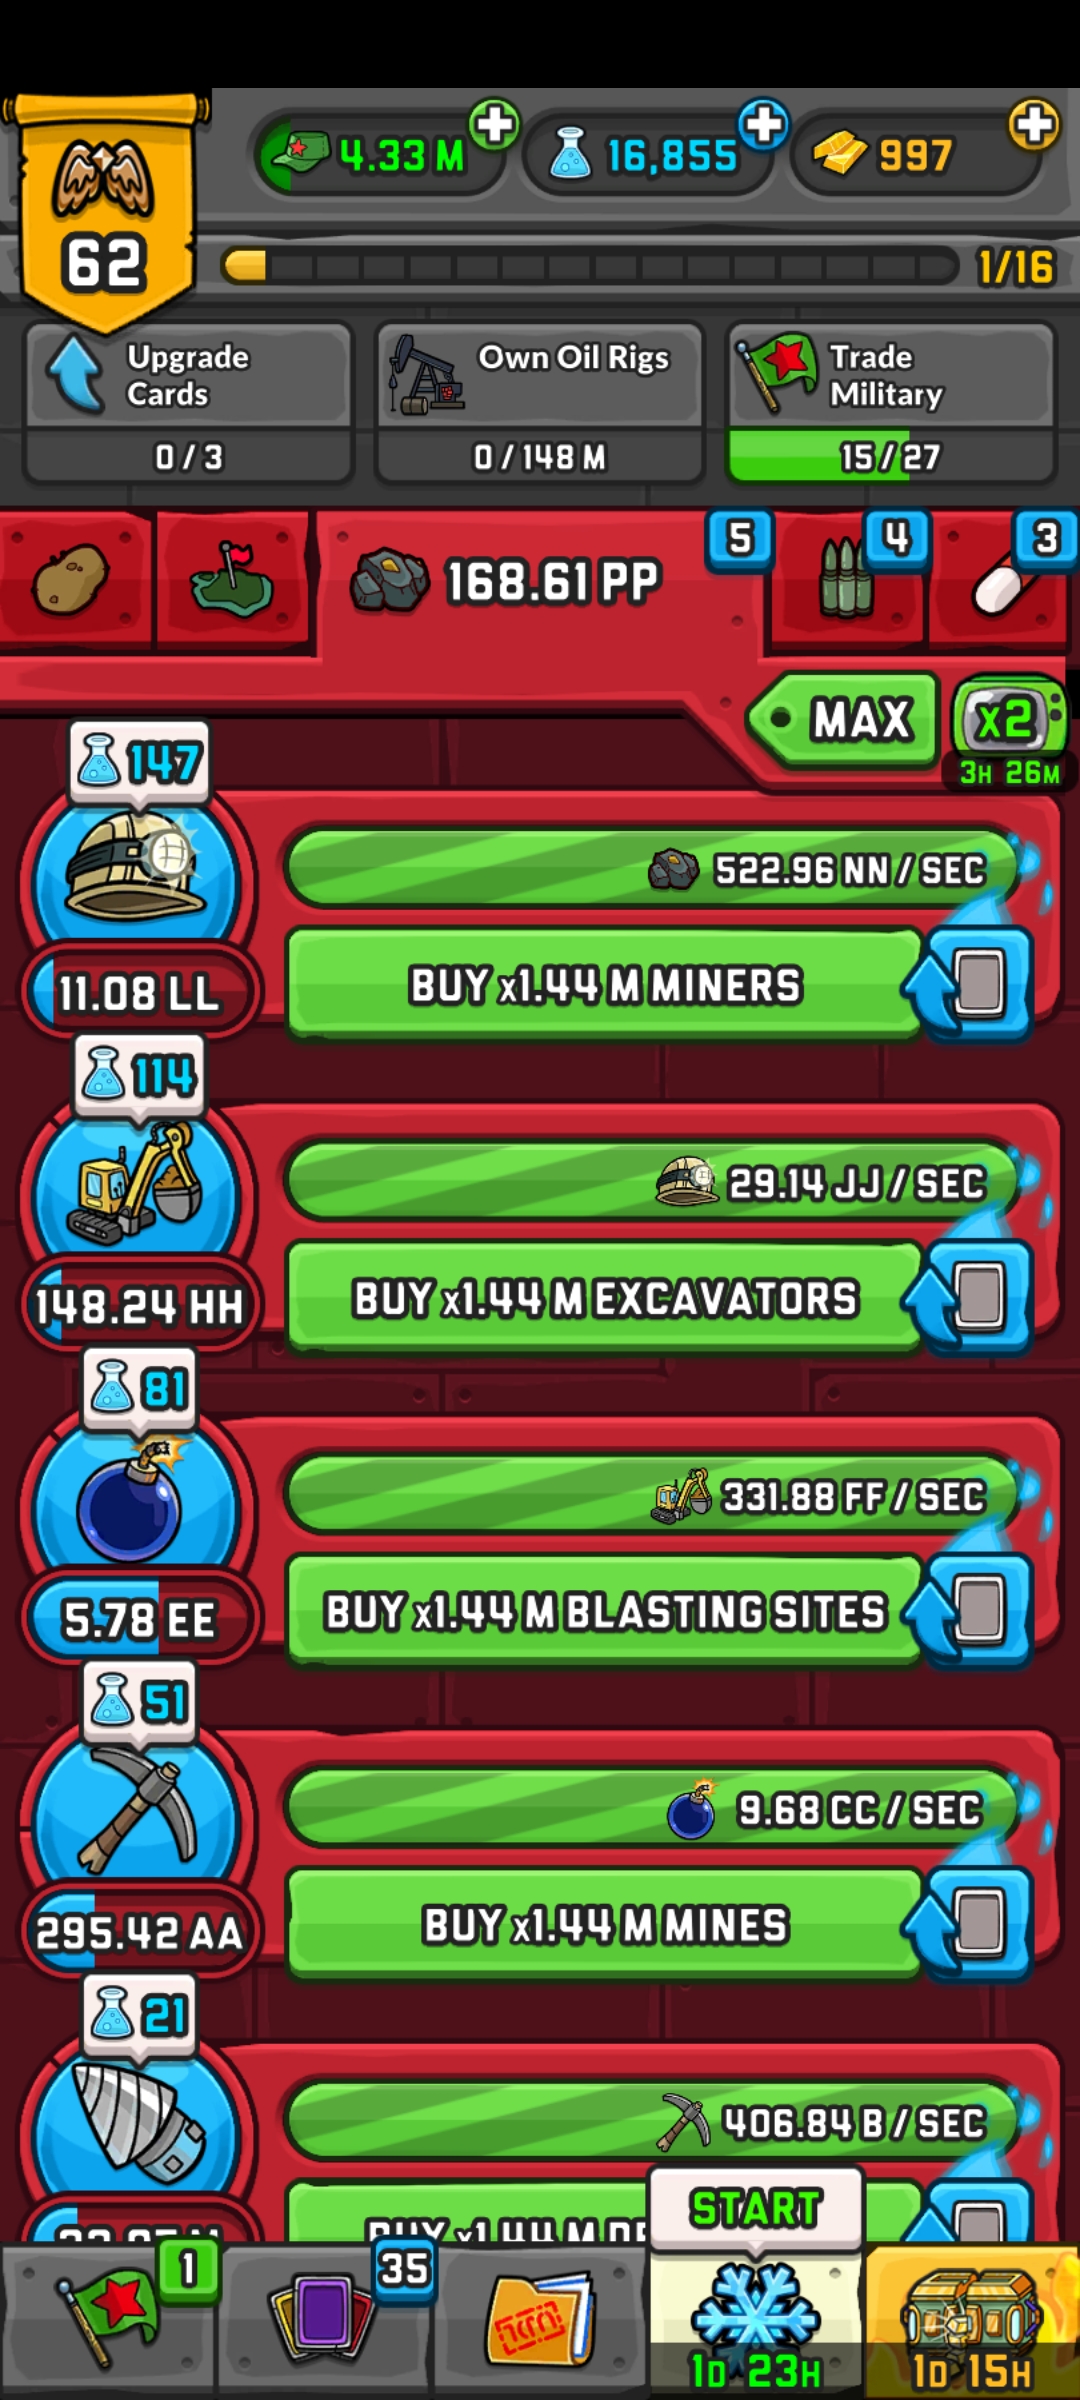 4.33 M
16,855
997
62
1/16
Upgrade
Cards
0 / 3
Own Oil Rigs
0 / 148 M
Trade
Military
15 / 27
168.61 PP
5
4
3
MAX
x2
3H 26M
147
522.96 NN / SEC
11.08 LL
BUY x1.44 M MINERS
114
29.14 JJ / SEC
148.24 HH
BUY x1.44 M EXCAVATORS
81
331.88 FF / SEC
5.78 EE
BUY x1.44 M BLASTING SITES
51
9.68 CC / SEC
295.42 AA
BUY x1.44 M MINES
21
406.84 B / SEC
BUY x1.44 M
START
1
35
1D 23H
1D 15H